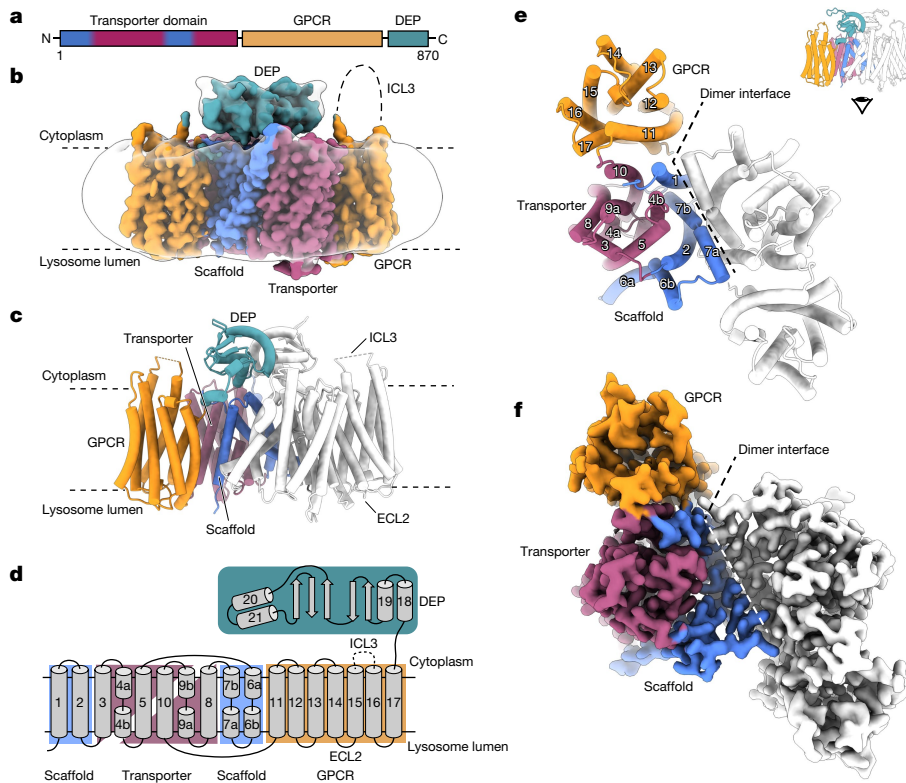 a
Transporter domain
GPCR
DEP
N
C
1
870
b
DEP
ICL3
Cytoplasm
Lysosome lumen
Scaffold
GPCR
Transporter
c
DEP
Transporter
ICL3
Cytoplasm
GPCR
Lysosome lumen
Scaffold
ECL2
d
20
21
19
18
DEP
ICL3
Cytoplasm
1
2
3
4a
4b
5
10
9b
9a
8
7b
7a
6a
6b
11
12
13
14
15
16
17
Lysosome lumen
ECL2
Scaffold
Transporter
Scaffold
GPCR
e
14
13
GPCR
15
12
Dimer interface
16
11
17
10
1
Transporter
9a
4b
7b
8
4a
3
5
2
7a
6a
6b
Scaffold
f
GPCR
Dimer interface
Transporter
Scaffold